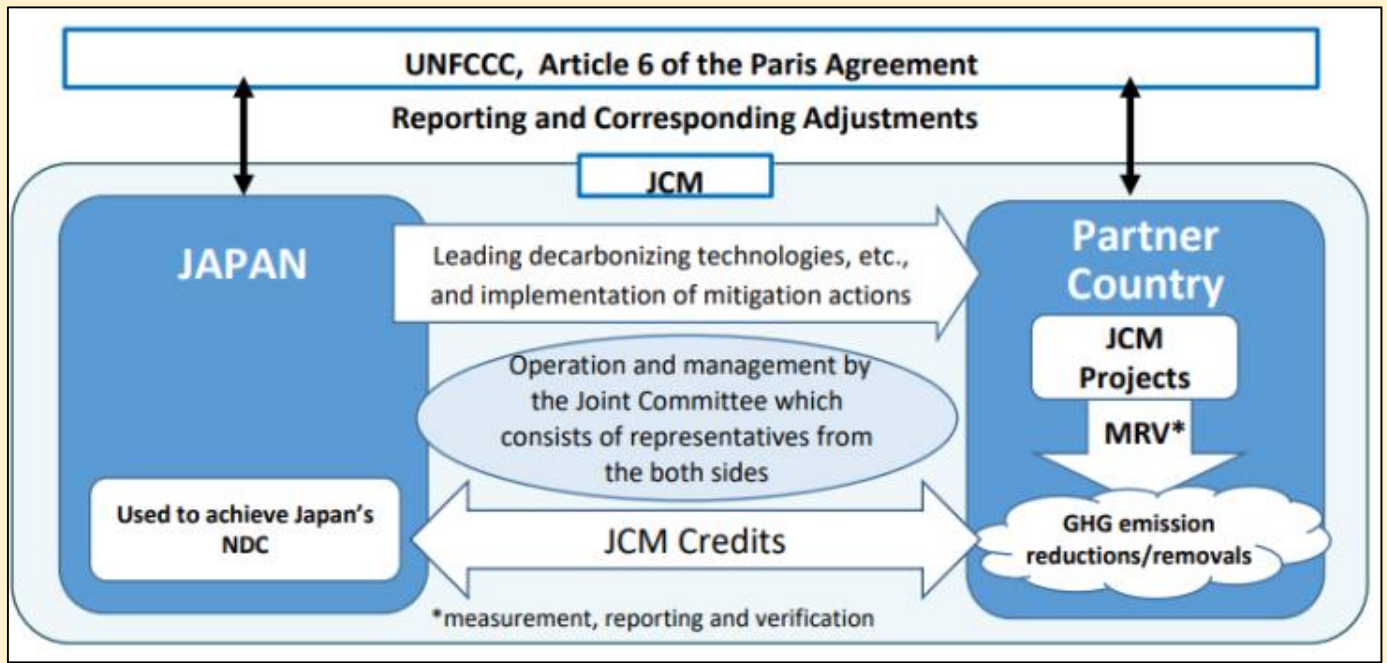 UNFCCC, Article 6 of the Paris Agreement
Reporting and Corresponding Adjustments
JCM
JAPAN
Leading decarbonizing technologies, etc.,
and implementation of mitigation actions
Partner
Country
JCM
Projects
Operation and management by
the Joint Committee which
consists of representatives from
the both sides
MRV*
Used to achieve Japan's
NDC
JCM Credits
GHG emission
reductions/removals
*measurement, reporting and verification